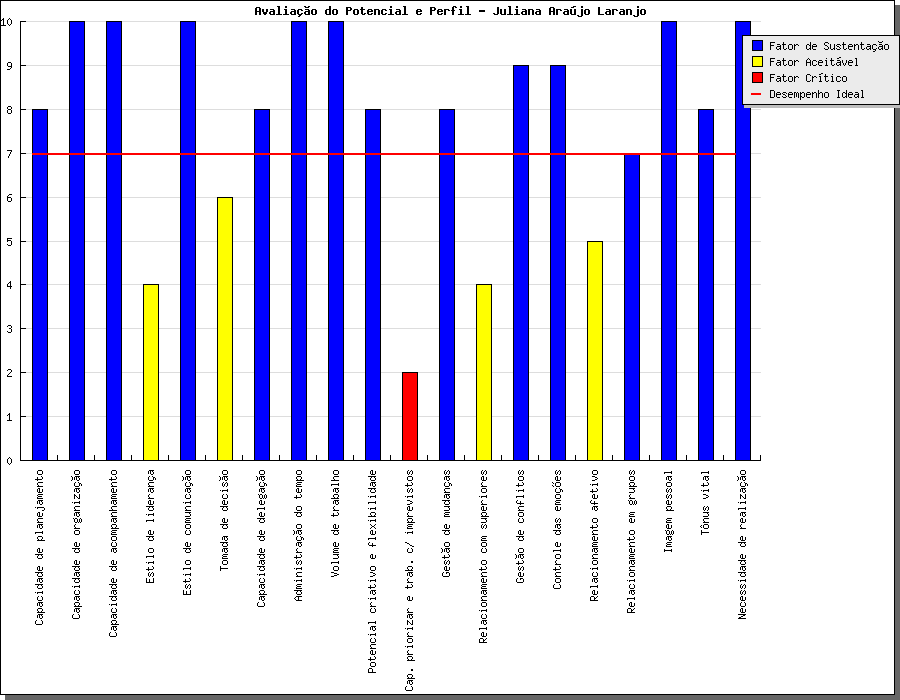 Avaliação do Potencial e Perfil - Juliana Araújo Laranjo
Fator de Sustentação
Fator Aceitável
Fator Crítico
Desempenho Ideal
10
9
8
7
6
5
4
3
2
1
0
Capacidade de planejamento
Capacidade de organização
Capacidade de acompanhamento
Estilo de liderança
Estilo de comunicação
Tomada de decisão
Capacidade de delegação
Administração do tempo
Volume de trabalho
Potencial criativo e flexibilidade
Cap. priorizar e trab. c/ imprevistos
Gestão de mudanças
Relacionamento com superiores
Gestão de conflitos
Controle das emoções
Relacionamento afetivo
Relacionamento em grupos
Imagem pessoal
Tônus vital
Necessidade de realização